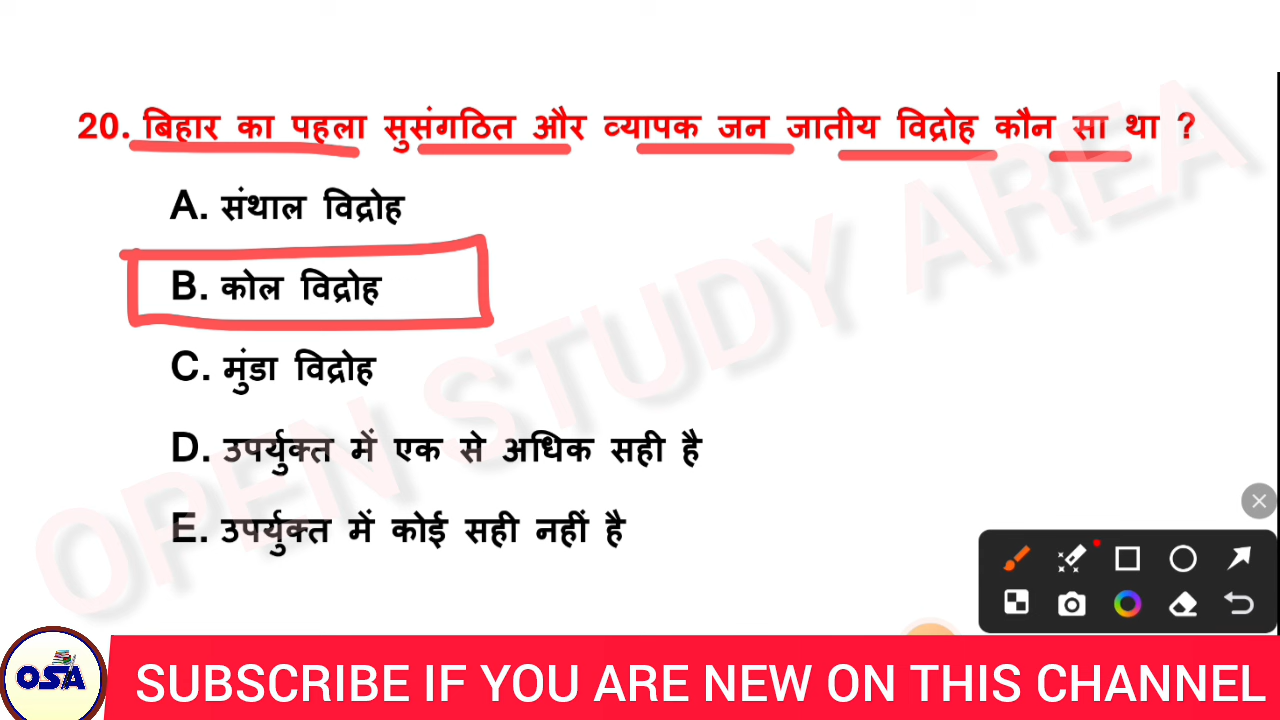 20. बिहार का पहला सुसंगठित और व्यापक जन जातीय विद्रोह कौन सा था ?
A. संथाल विद्रोह
B. कोल विद्रोह
C. मुंडा विद्रोह
D. उपर्युक्त में एक से अधिक सही है
E. उपर्युक्त में कोई सही नहीं है
OPEN STUDY AREA
OSA
SUBSCRIBE IF YOU ARE NEW ON THIS CHANNEL